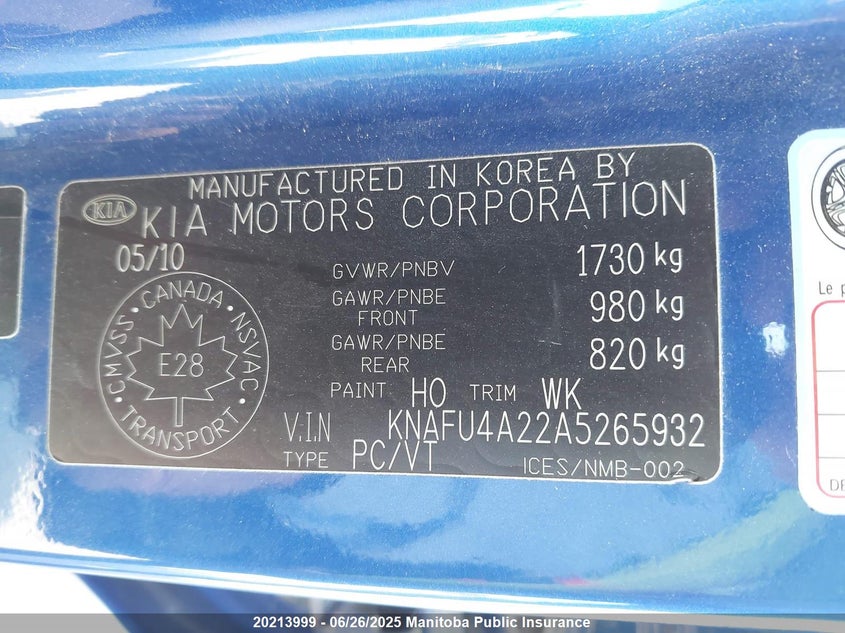 MANUFACTURED IN KOREA BY
KIA KIA MOTORS CORPORATION
05/10
GVWR/PNBV 1730 kg
GAWR/PNBE FRONT 980 kg
GAWR/PNBE REAR 820 kg
CMVSS · CANADA · NSVAC
E28
TRANSPORT
PAINT HO TRIM WK
V.I.N KNAFU4A22A5265932
TYPE PC/VT ICES/NMB-002
Le p
DE
20213999 - 06/26/2025 Manitoba Public Insurance